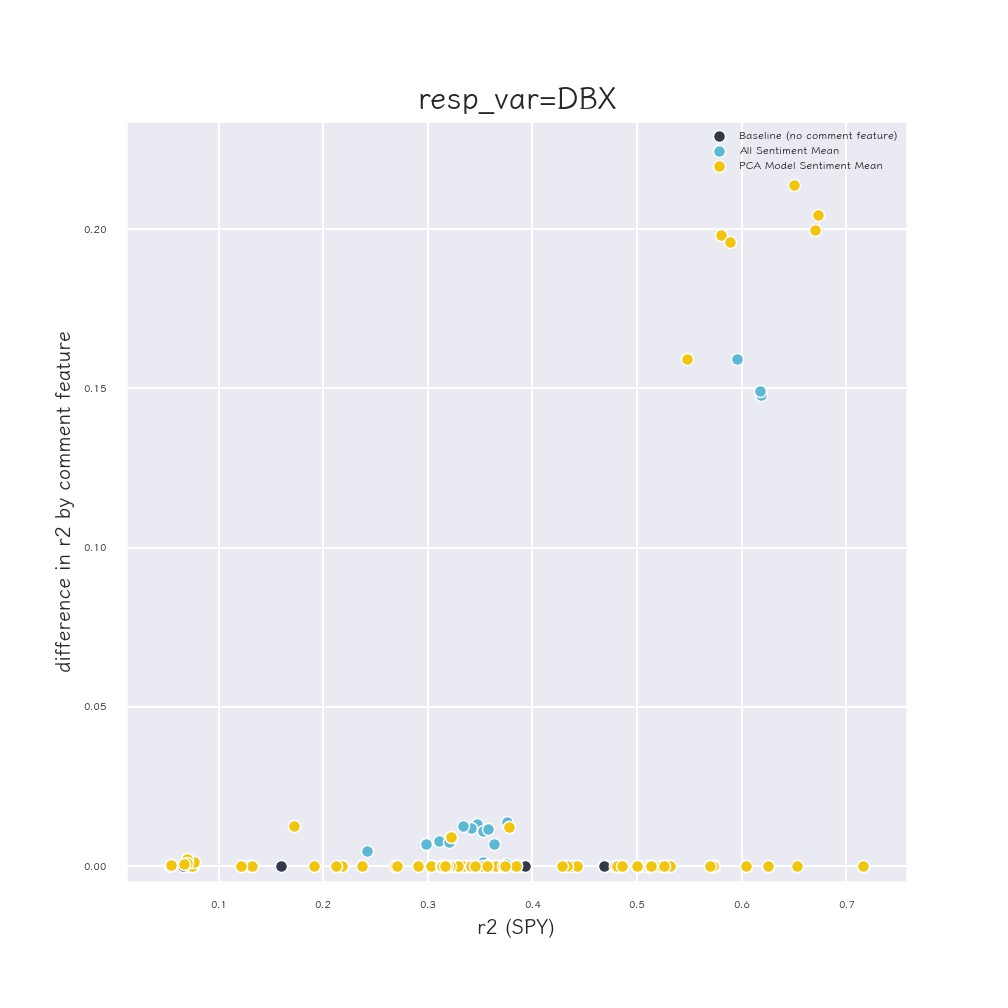 resp_var=DBX
Baseline (no comment feature)
All Sentiment Mean
PCA Model Sentiment Mean
difference in r2 by comment feature
0.20
0.15
0.10
0.05
0.00
0.1 0.2 0.3 0.4 0.5 0.6 0.7
r2 (SPY)